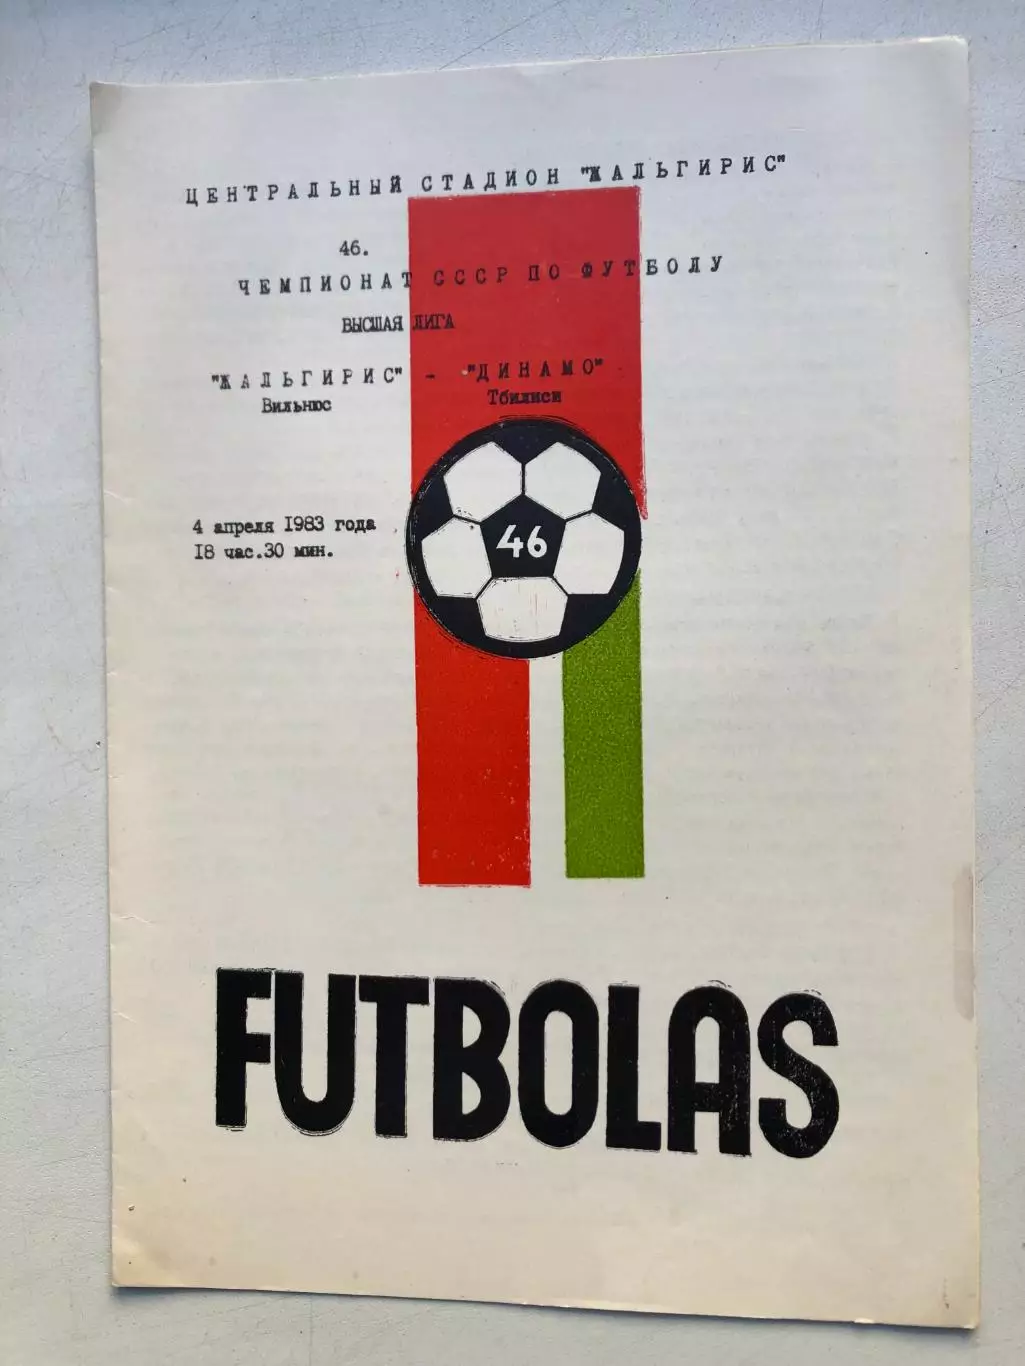 ЦЕНТРАЛЬНЫЙ СТАДИОН "ЖАЛЬГИРИС"
46.
ЧЕМПИОНАТ СССР ПО ФУТБОЛУ
ВЫСШАЯ ЛИГА
"ЖАЛЬГИРИС" - "ДИНАМО"
Вильнюс Тбилиси
4 апреля 1983 года
18 час.30 мин.
46
FUTBOLAS